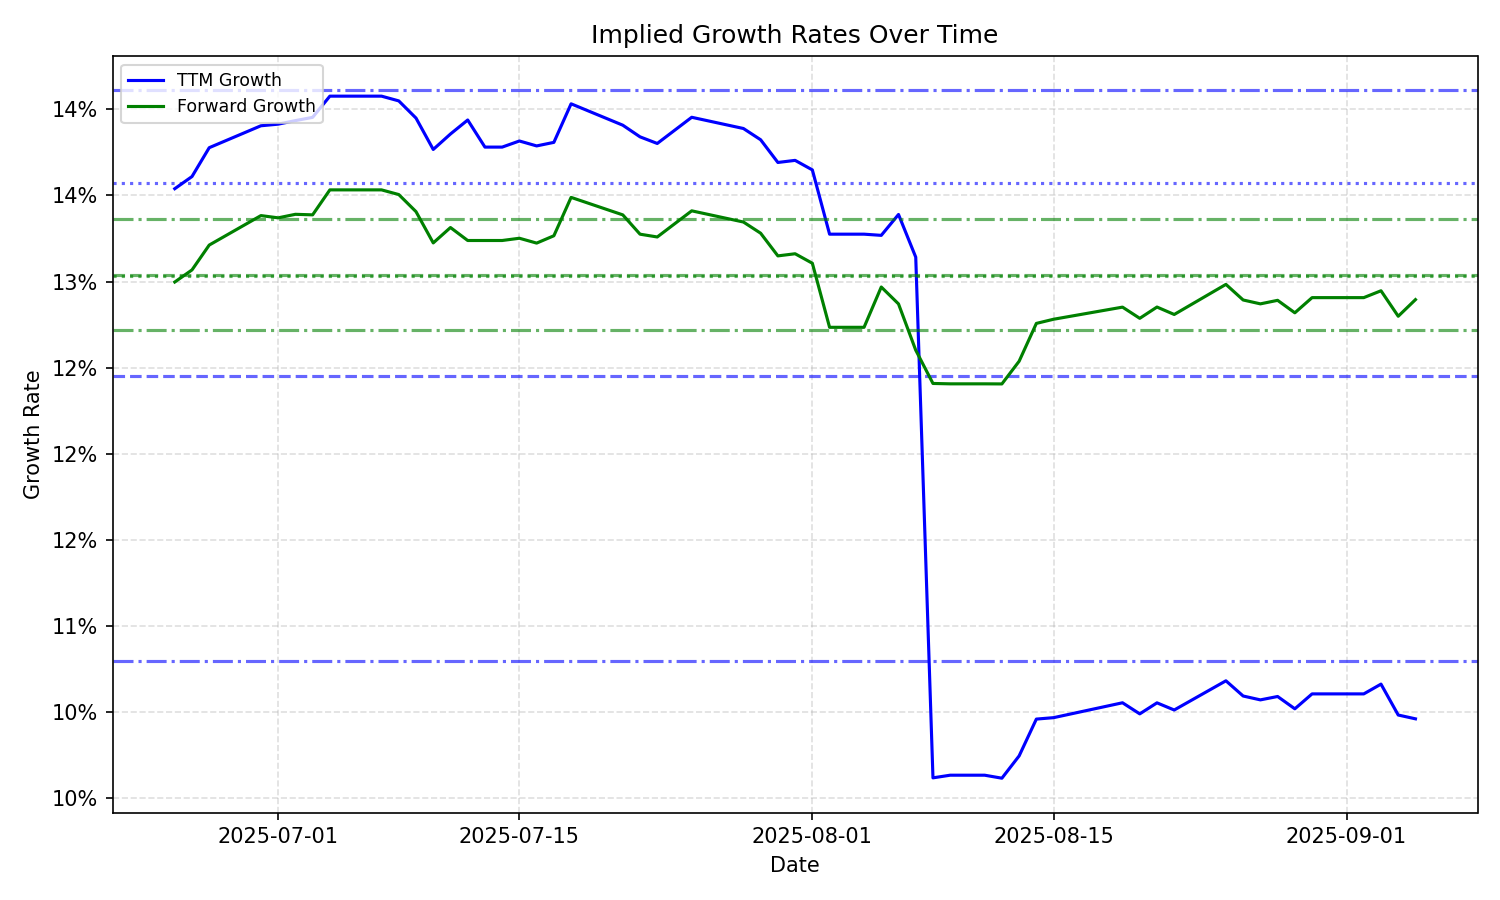 Implied Growth Rates Over Time
TTM Growth
Forward Growth
Growth Rate
14%
14%
13%
12%
12%
12%
11%
10%
10%
2025-07-01
2025-07-15
2025-08-01
2025-08-15
2025-09-01
Date